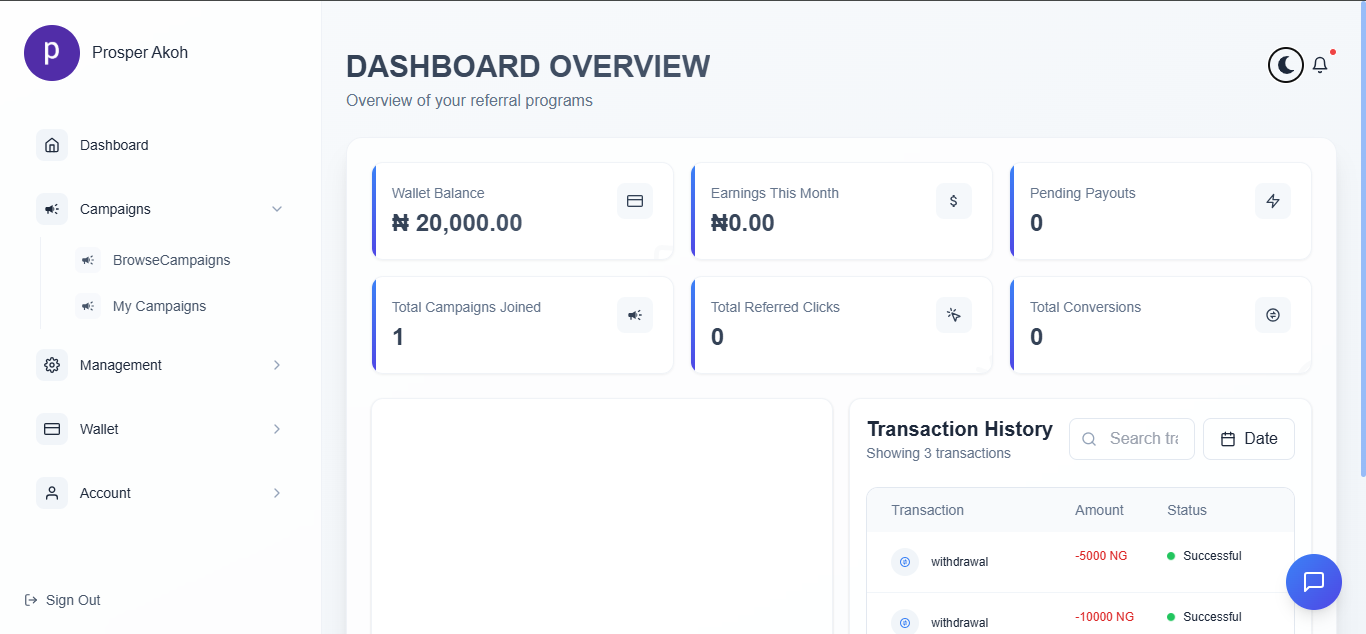 p
Prosper Akoh
Dashboard
Campaigns
BrowseCampaigns
My Campaigns
Management
Wallet
Account
Sign Out
DASHBOARD OVERVIEW
Overview of your referral programs
Wallet Balance
₦ 20,000.00
Earnings This Month
₦0.00
Pending Payouts
0
Total Campaigns Joined
1
Total Referred Clicks
0
Total Conversions
0
Transaction History
Showing 3 transactions
Search tra
Date
Transaction Amount Status
withdrawal -5000 NG Successful
withdrawal -10000 NG Successful